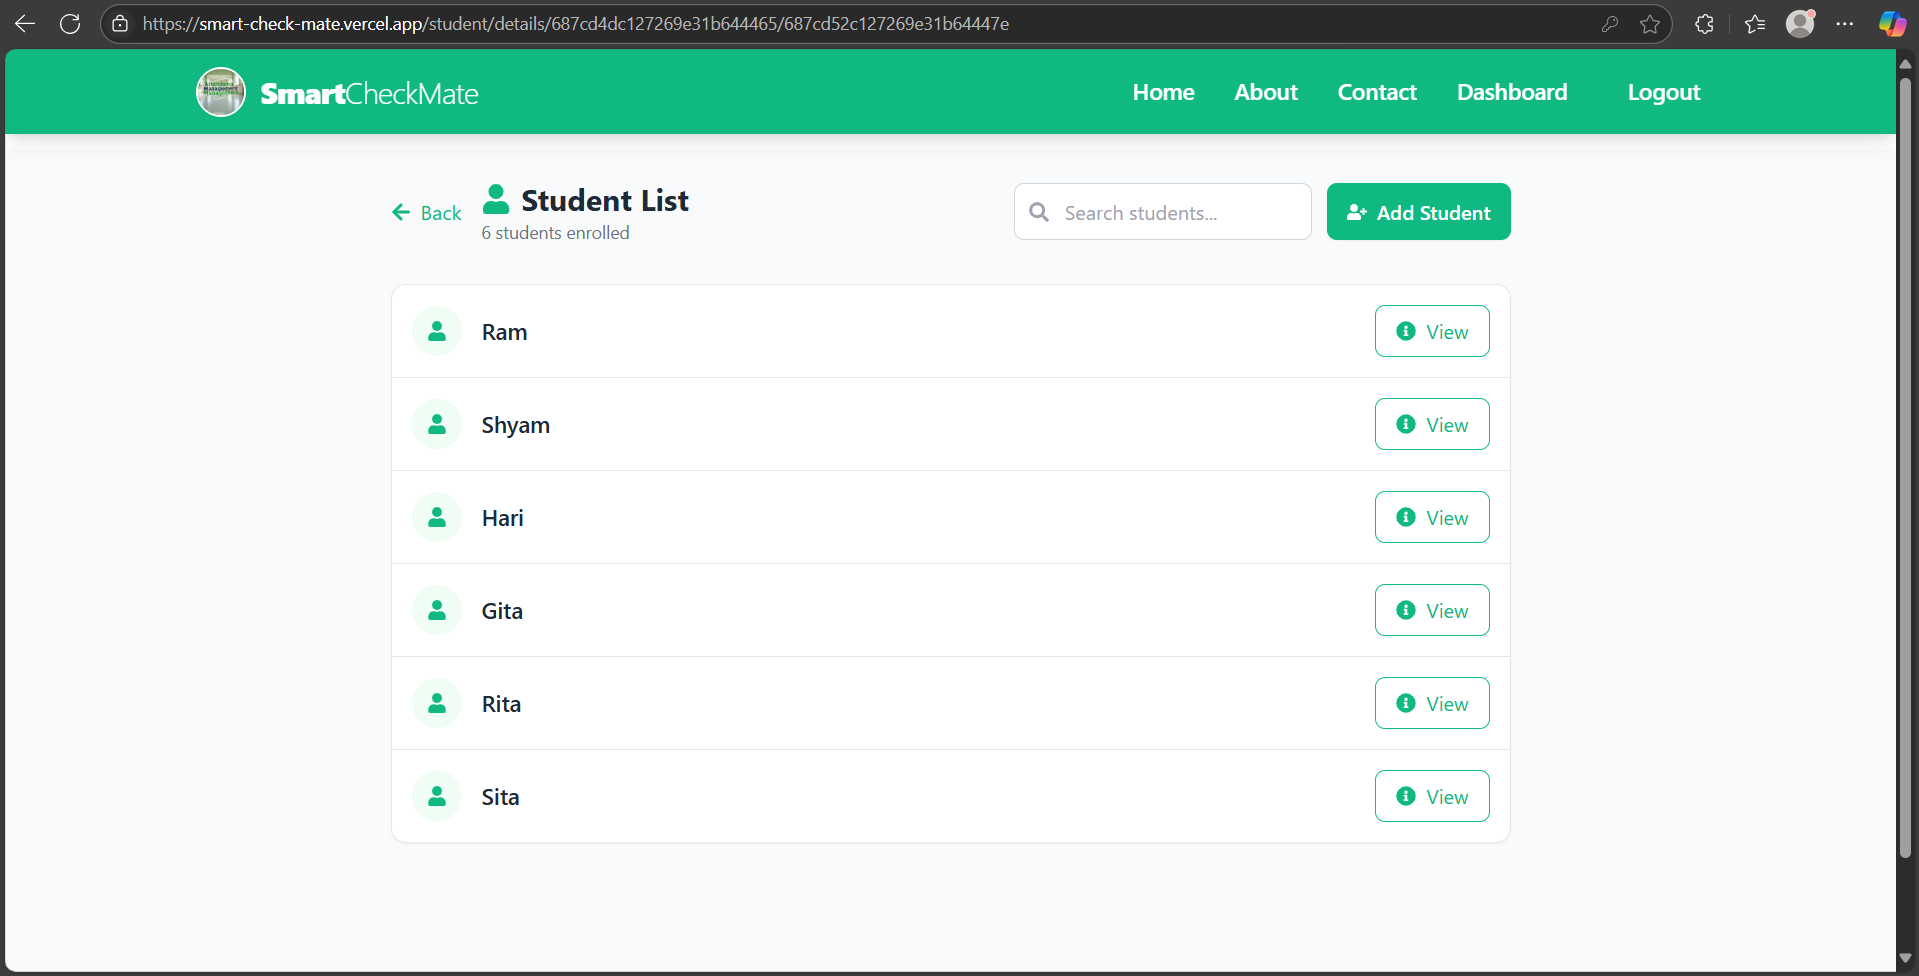 https://smart-check-mate.vercel.app/student/details/687cd4dc127269e31b644465/687cd52c127269e31b64447e
SmartCheckMate
Home About Contact Dashboard Logout
Back
Student List
6 students enrolled
Search students...
Add Student
Ram View
Shyam View
Hari View
Gita View
Rita View
Sita View